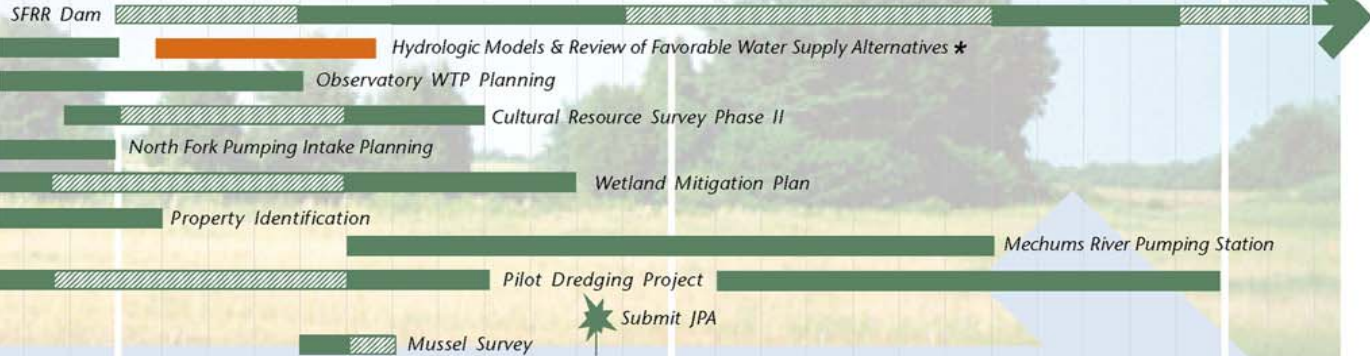 SFRR Dam
Hydrologic Models & Review of Favorable Water Supply Alternatives *
Observatory WTP Planning
Cultural Resource Survey Phase II
North Fork Pumping Intake Planning
Wetland Mitigation Plan
Property Identification
Mechums River Pumping Station
Pilot Dredging Project
Submit JPA
Mussel Survey